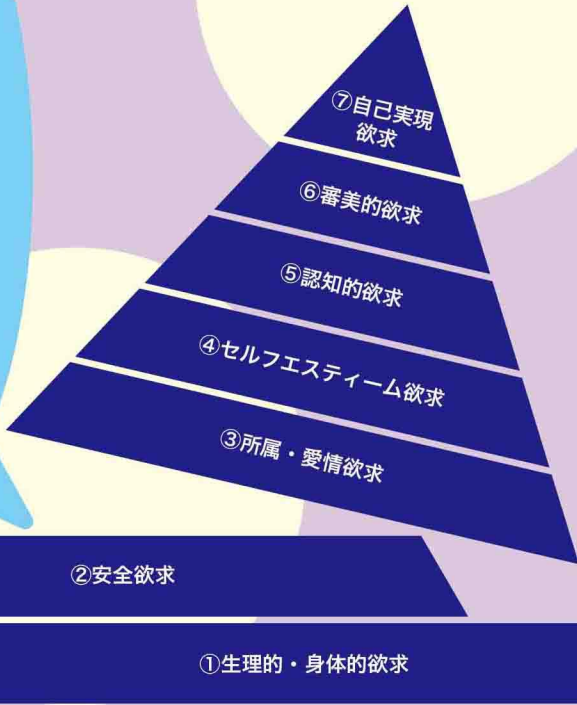 ⑦自己実現
欲求
⑥審美的欲求
⑤認知的欲求
④セルフエスティーム欲求
③所属・愛情欲求
②安全欲求
①生理的・身体的欲求